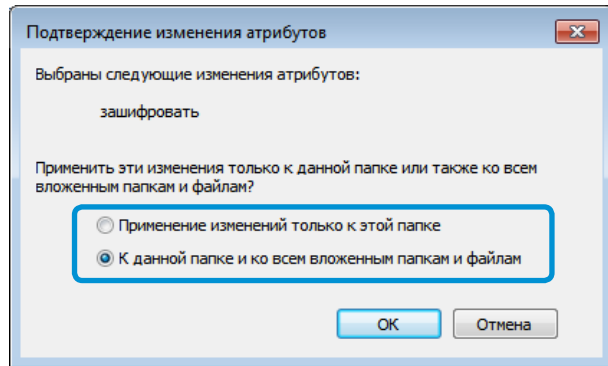 Подтверждение изменения атрибутов
Выбраны следующие изменения атрибутов:
зашифровать
Применить эти изменения только к данной папке или также ко всем
вложенным папкам и файлам?
Применение изменений только к этой папке
К данной папке и ко всем вложенным папкам и файлам
ОК
Отмена